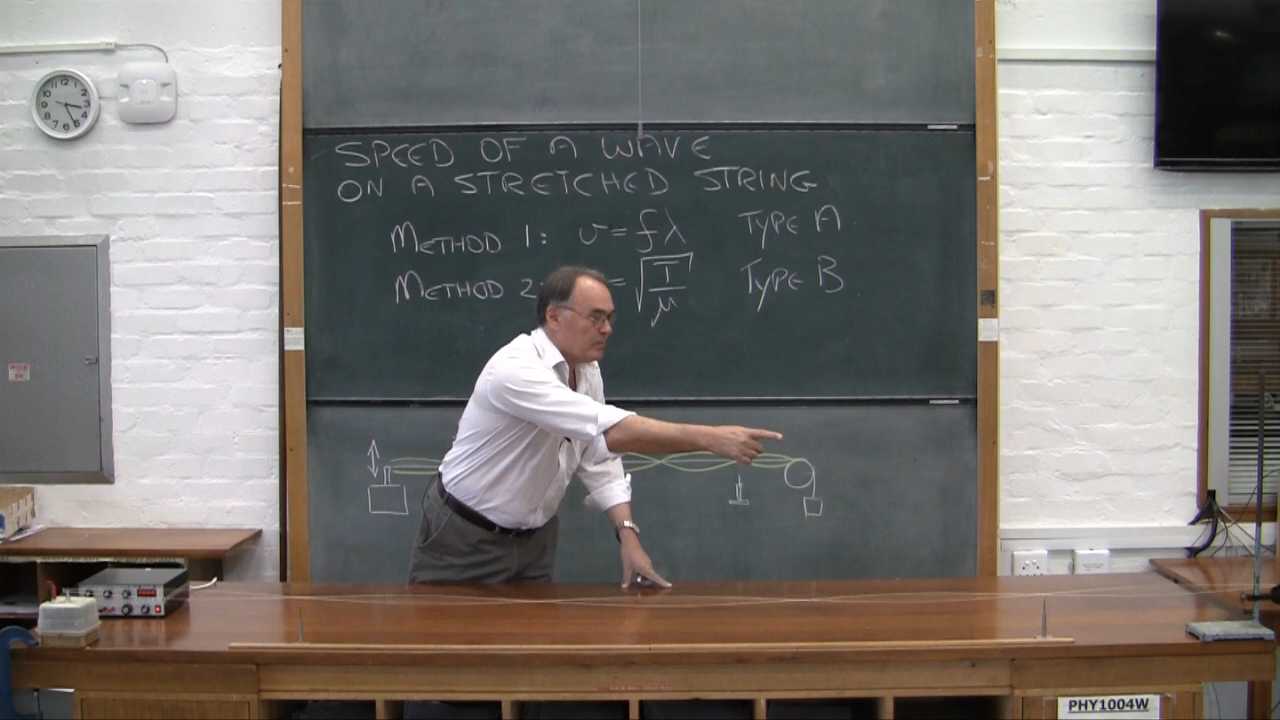 SPEED OF A WAVE
ON A STRETCHED STRING
METHOD 1: v = fλ TYPE A
METHOD 2: = √T/μ TYPE B
PHY1004W